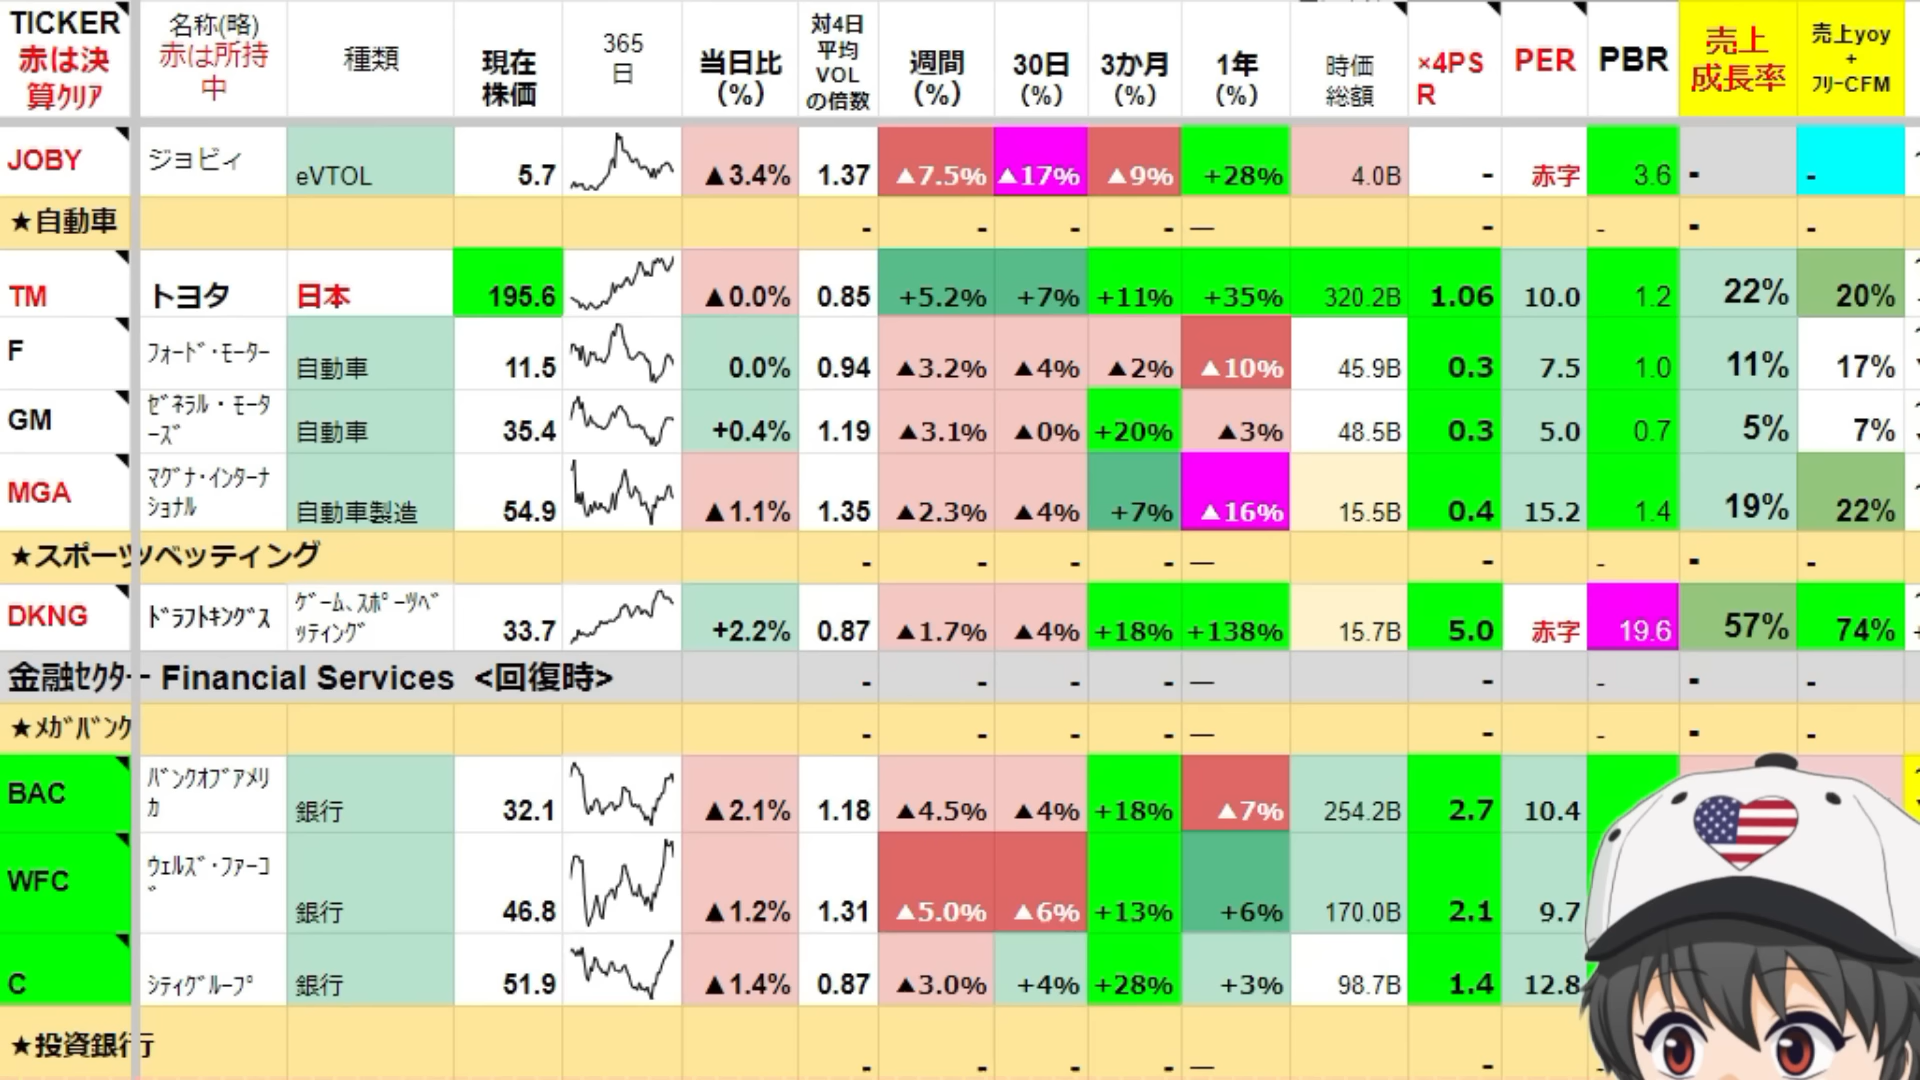 TICKER 赤は決算ｸﾘｱ 名称(略) 赤は所持中 種類 現在株価 365日 当日比(%) 対4日平均VOLの倍数 週間(%) 30日(%) 3か月(%) 1年(%) 時価総額 ×4PSR PER PBR 売上成長率 売上yoy+ﾌﾘｰCFM
JOBY ジョビィ eVTOL 5.7 ▲3.4% 1.37 ▲7.5% ▲17% ▲9% +28% 4.0B - 赤字 3.6 - -
★自動車 - - - - — - - - -
TM トヨタ 日本 195.6 ▲0.0% 0.85 +5.2% +7% +11% +35% 320.2B 1.06 10.0 1.2 22% 20%
F ﾌｫｰﾄﾞ･ﾓｰﾀｰ 自動車 11.5 0.0% 0.94 ▲3.2% ▲4% ▲2% ▲10% 45.9B 0.3 7.5 1.0 11% 17%
GM ｾﾞﾈﾗﾙ・ﾓｰﾀｰｽﾞ 自動車 35.4 +0.4% 1.19 ▲3.1% ▲0% +20% ▲3% 48.5B 0.3 5.0 0.7 5% 7%
MGA ﾏｸﾞﾅ･ｲﾝﾀｰﾅｼｮﾅﾙ 自動車製造 54.9 ▲1.1% 1.35 ▲2.3% ▲4% +7% ▲16% 15.5B 0.4 15.2 1.4 19% 22%
★スポーツベッティング - - - - — - - - -
DKNG ﾄﾞﾗﾌﾄｷﾝｸﾞｽ ｹﾞｰﾑ､ｽﾎﾟｰﾂﾍﾞｯﾃｨﾝｸﾞ 33.7 +2.2% 0.87 ▲1.7% ▲4% +18% +138% 15.7B 5.0 赤字 19.6 57% 74%
金融ｾｸﾀｰ Financial Services <回復時> - - - - — - - - -
★ﾒｶﾞﾊﾞﾝｸ - - - - — - - - -
BAC ﾊﾞﾝｸｵﾌﾞｱﾒﾘｶ 銀行 32.1 ▲2.1% 1.18 ▲4.5% ▲4% +18% ▲7% 254.2B 2.7 10.4
WFC ｳｪﾙｽﾞ･ﾌｧｰｺﾞ 銀行 46.8 ▲1.2% 1.31 ▲5.0% ▲6% +13% +6% 170.0B 2.1 9.7
C ｼﾃｨｸﾞﾙｰﾌﾟ 銀行 51.9 ▲1.4% 0.87 ▲3.0% +4% +28% +3% 98.7B 1.4 12.8
★投資銀行 - - - - — - -